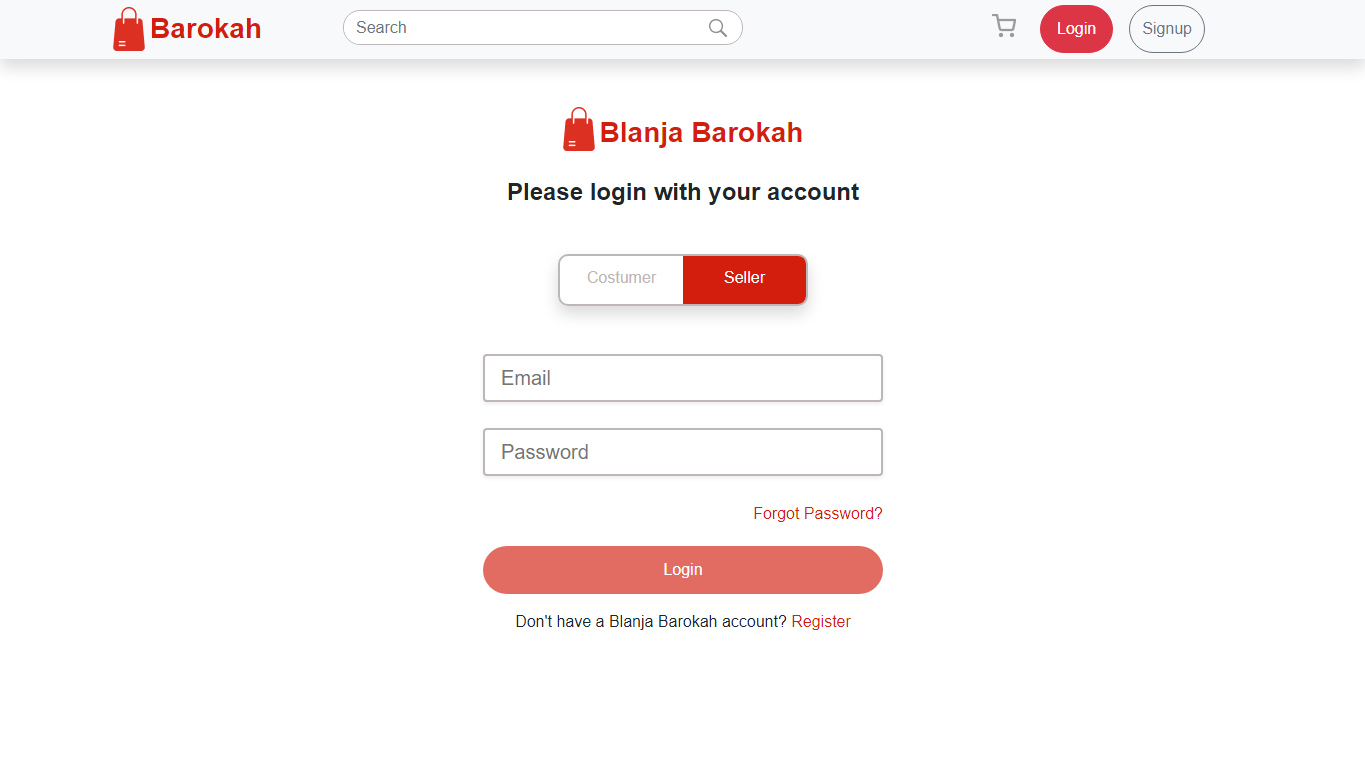 Barokah Search Login Signup
Blanja Barokah
Please login with your account
Costumer Seller
Email
Password
Forgot Password?
Login
Don't have a Blanja Barokah account? Register